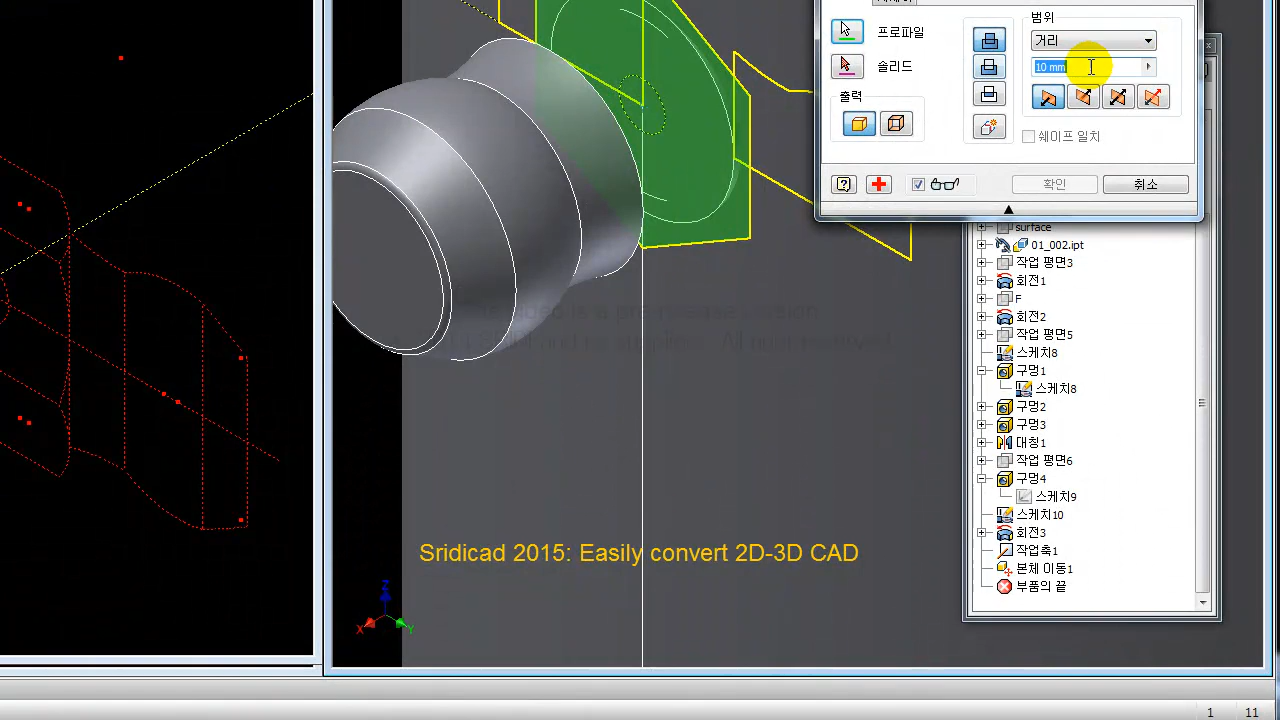 범위
프로파일
거리
솔리드
10 mm
출력
쉐이프 일치
확인
취소
surface
01_002.ipt
작업 평면3
회전1
F
회전2
작업 평면5
스케치8
구멍1
스케치8
구멍2
구멍3
대칭1
작업 평면6
구멍4
스케치9
스케치10
회전3
작업축1
본체 이동1
부품의 끝
Sridicad 2015: Easily convert 2D-3D CAD
Z
X
Y
1
11